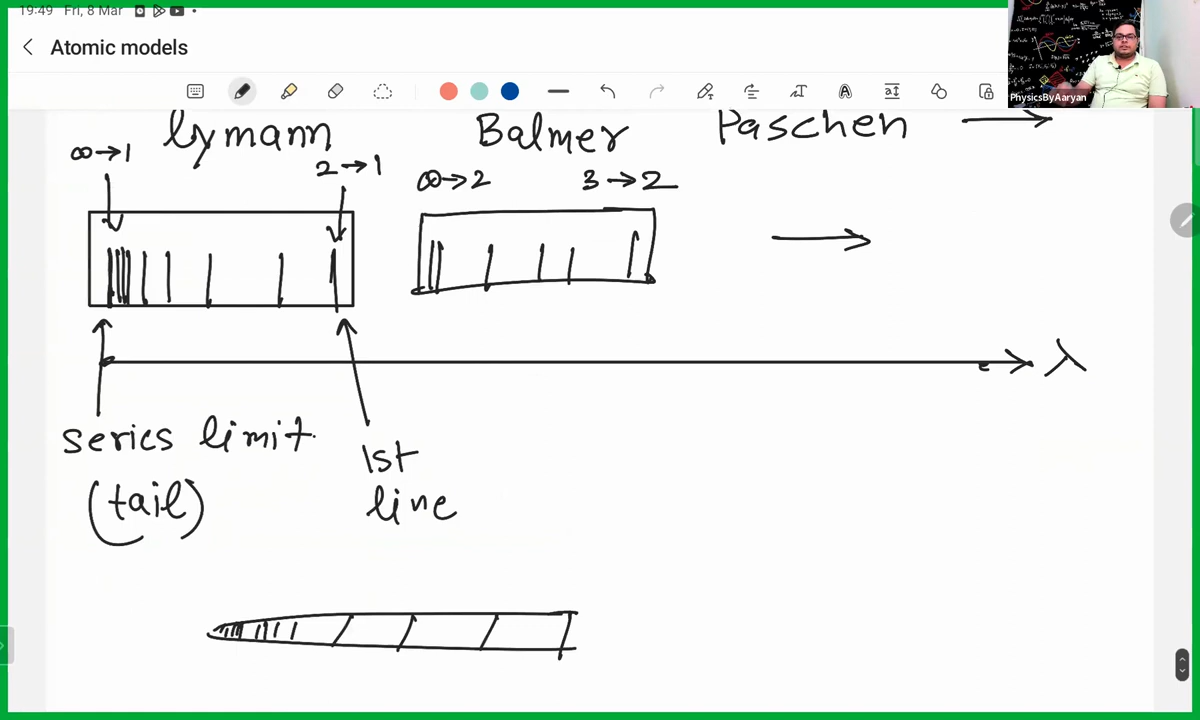 19:49 Fri, 8 Mar
Atomic models
PhysicsByAaryan
lymann Balmer Paschen →
∞→1 2→1 ∞→2 3→2
→
λ
series limit
(tail)
1st
line